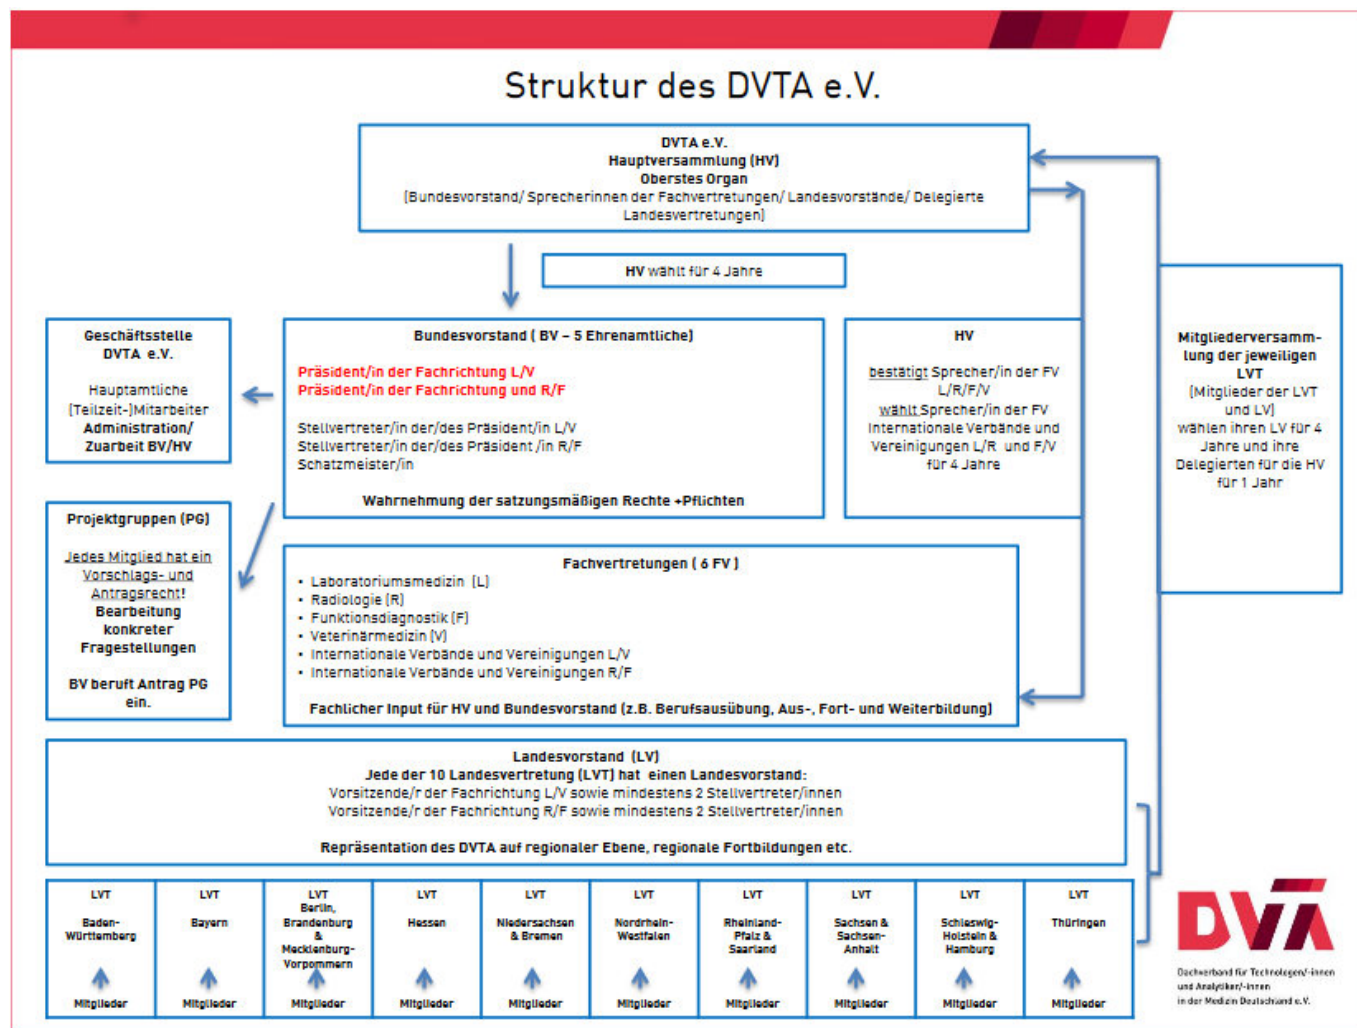 Struktur des DVTA e.V.
DVTA e.V.
Hauptversammlung (HV)
Oberstes Organ
(Bundesvorstand/ Sprecherinnen der Fachvertretungen/ Landesvorstände/ Delegierte
Landesvertretungen)
HV wählt für 4 Jahre
Geschäftsstelle
DVTA e.V.
Hauptamtliche
(Teilzeit-)Mitarbeiter
Administration/
Zuarbeit BV/HV
Bundesvorstand ( BV – 5 Ehrenamtliche)
Präsident/in der Fachrichtung L/V
Präsident/in der Fachrichtung und R/F
Stellvertreter/in der/des Präsident/in L/V
Stellvertreter/in der/des Präsident /in R/F
Schatzmeister/in
Wahrnehmung der satzungsmäßigen Rechte +Pflichten
HV
bestätigt Sprecher/in der FV
L/R/F/V
wählt Sprecher/in der FV
Internationale Verbände und
Vereinigungen L/R und F/V
für 4 Jahre
Mitgliederversamm-
lung der jeweiligen
LVT
(Mitglieder der LVT
und LV)
wählen ihren LV für 4
Jahre und ihre
Delegierten für die HV
für 1 Jahr
Projektgruppen (PG)
Jedes Mitglied hat ein
Vorschlags- und
Antragsrecht!
Bearbeitung
konkreter
Fragestellungen
BV beruft Antrag PG
ein.
Fachvertretungen ( 6 FV )
• Laboratoriumsmedizin (L)
• Radiologie (R)
• Funktionsdiagnostik (F)
• Veterinärmedizin (V)
• Internationale Verbände und Vereinigungen L/V
• Internationale Verbände und Vereinigungen R/F
Fachlicher Input für HV und Bundesvorstand (z.B. Berufsausübung, Aus-, Fort- und Weiterbildung)
Landesvorstand (LV)
Jede der 10 Landesvertretung (LVT) hat einen Landesvorstand:
Vorsitzende/r der Fachrichtung L/V sowie mindestens 2 Stellvertreter/innen
Vorsitzende/r der Fachrichtung R/F sowie mindestens 2 Stellvertreter/innen
Repräsentation des DVTA auf regionaler Ebene, regionale Fortbildungen etc.
LVT
Baden-
Württemberg
Mitglieder
LVT
Bayern
Mitglieder
LVT
Berlin,
Brandenburg
&
Mecklenburg-
Vorpommern
Mitglieder
LVT
Hessen
Mitglieder
LVT
Niedersachsen
& Bremen
Mitglieder
LVT
Nordrhein-
Westfalen
Mitglieder
LVT
Rheinland-
Pfalz &
Saarland
Mitglieder
LVT
Sachsen &
Sachsen-
Anhalt
Mitglieder
LVT
Schleswig-
Holstein &
Hamburg
Mitglieder
LVT
Thüringen
Mitglieder
DVTA
Dachverband für Technologen/-innen
und Analytiker/-innen
in der Medizin Deutschland e.V.